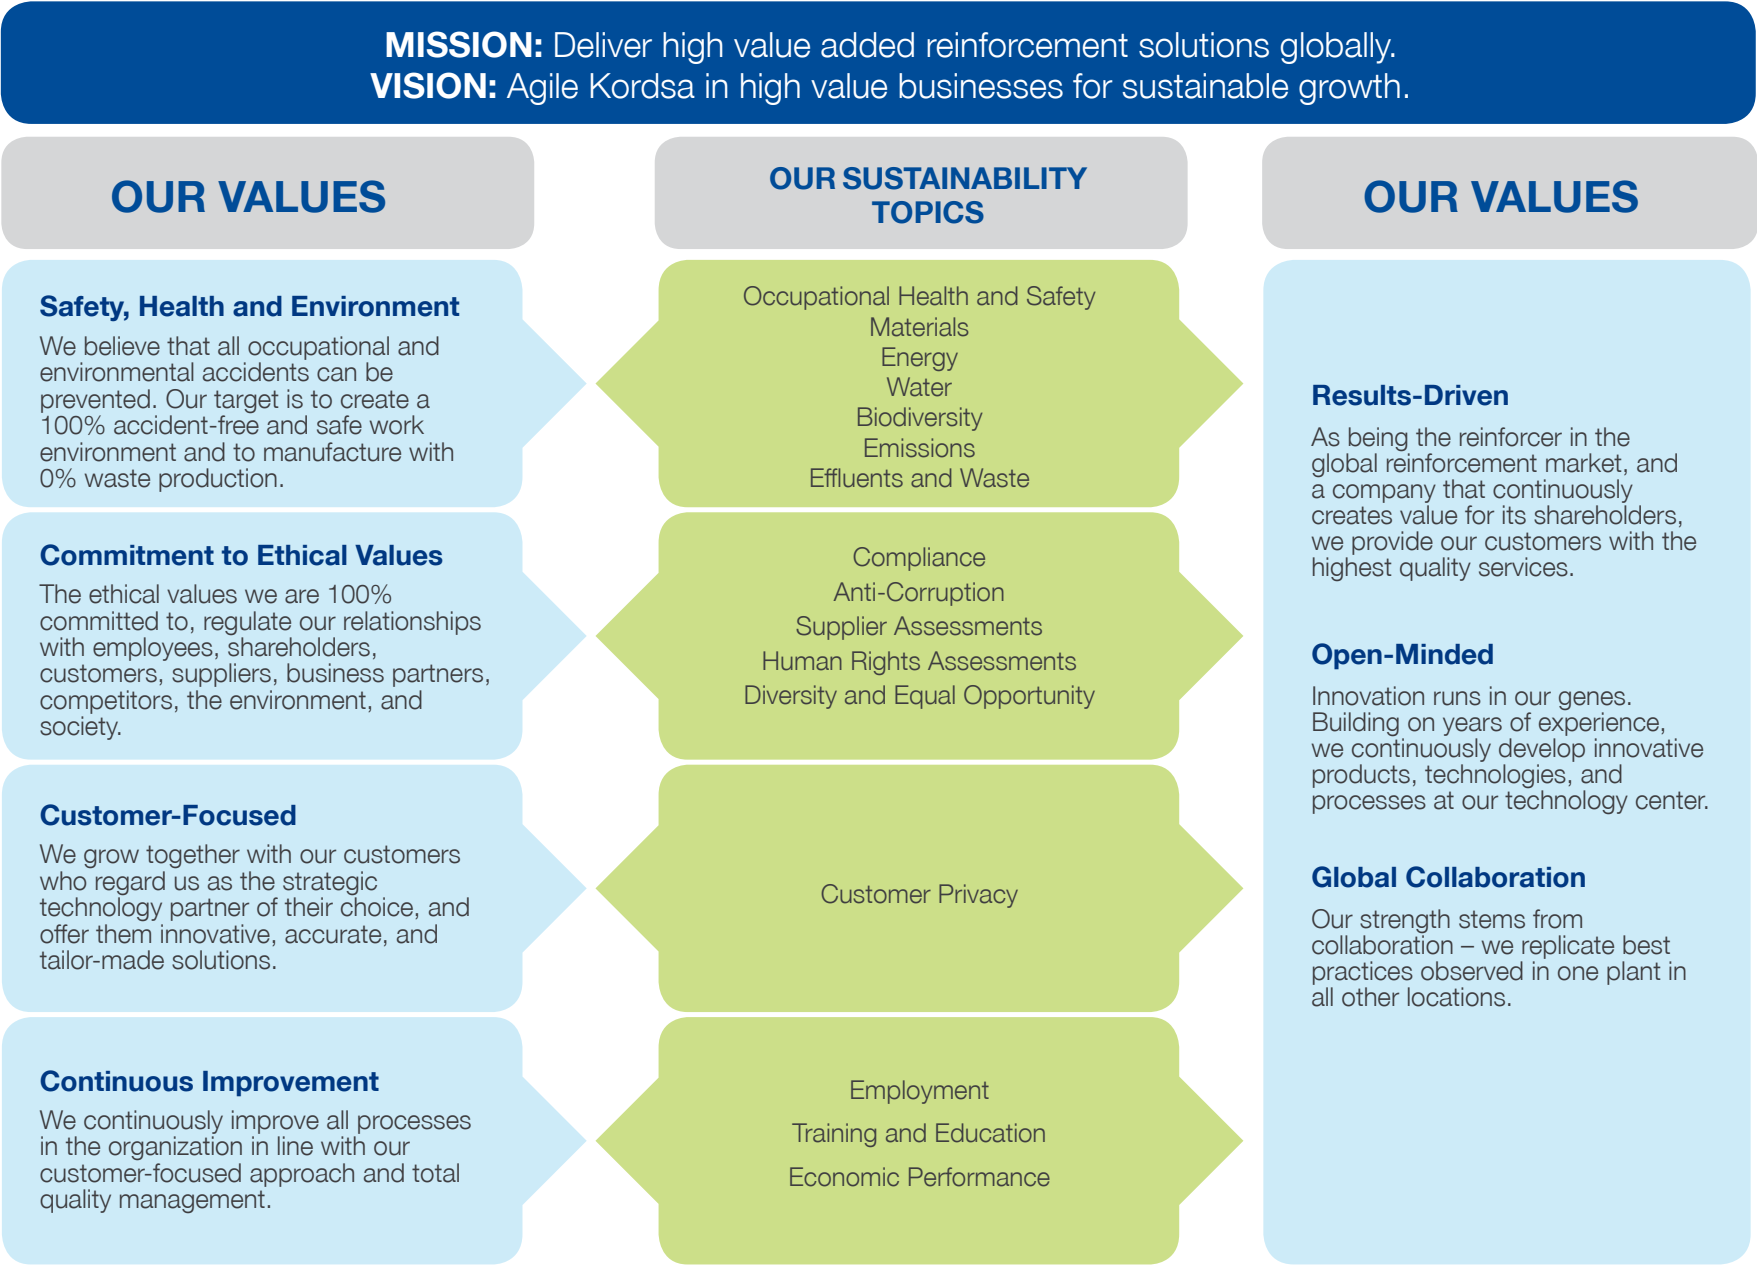 MISSION: Deliver high value added reinforcement solutions globally.
VISION: Agile Kordsa in high value businesses for sustainable growth.
OUR VALUES
Safety, Health and Environment
We believe that all occupational and
environmental accidents can be
prevented. Our target is to create a
100% accident-free and safe work
environment and to manufacture with
0% waste production.
Commitment to Ethical Values
The ethical values we are 100%
committed to, regulate our relationships
with employees, shareholders,
customers, suppliers, business partners,
competitors, the environment, and
society.
Customer-Focused
We grow together with our customers
who regard us as the strategic
technology partner of their choice, and
offer them innovative, accurate, and
tailor-made solutions.
Continuous Improvement
We continuously improve all processes
in the organization in line with our
customer-focused approach and total
quality management.
OUR SUSTAINABILITY
TOPICS
Occupational Health and Safety
Materials
Energy
Water
Biodiversity
Emissions
Effluents and Waste
Compliance
Anti-Corruption
Supplier Assessments
Human Rights Assessments
Diversity and Equal Opportunity
Customer Privacy
Employment
Training and Education
Economic Performance
OUR VALUES
Results-Driven
As being the reinforcer in the
global reinforcement market, and
a company that continuously
creates value for its shareholders,
we provide our customers with the
highest quality services.
Open-Minded
Innovation runs in our genes.
Building on years of experience,
we continuously develop innovative
products, technologies, and
processes at our technology center.
Global Collaboration
Our strength stems from
collaboration – we replicate best
practices observed in one plant in
all other locations.